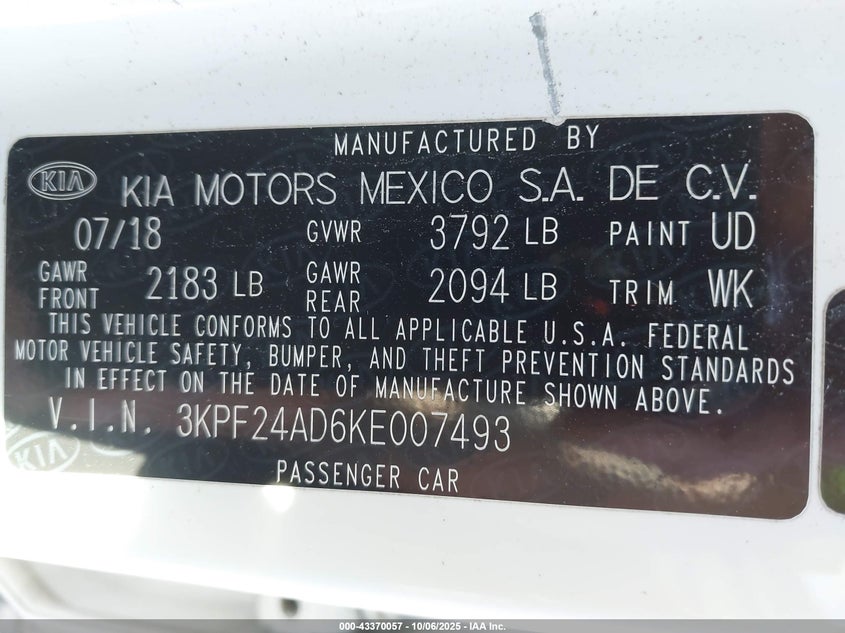 MANUFACTURED BY
KIA KIA MOTORS MEXICO S.A. DE C.V.
07/18 GVWR 3792 LB PAINT UD
GAWR FRONT 2183 LB GAWR REAR 2094 LB TRIM WK
THIS VEHICLE CONFORMS TO ALL APPLICABLE U.S.A. FEDERAL
MOTOR VEHICLE SAFETY, BUMPER, AND THEFT PREVENTION STANDARDS
IN EFFECT ON THE DATE OF MANUFACTURE SHOWN ABOVE.
V.I.N. 3KPF24AD6KE007493
KIA
PASSENGER CAR
000-43370057 - 10/06/2025 - IAA Inc.